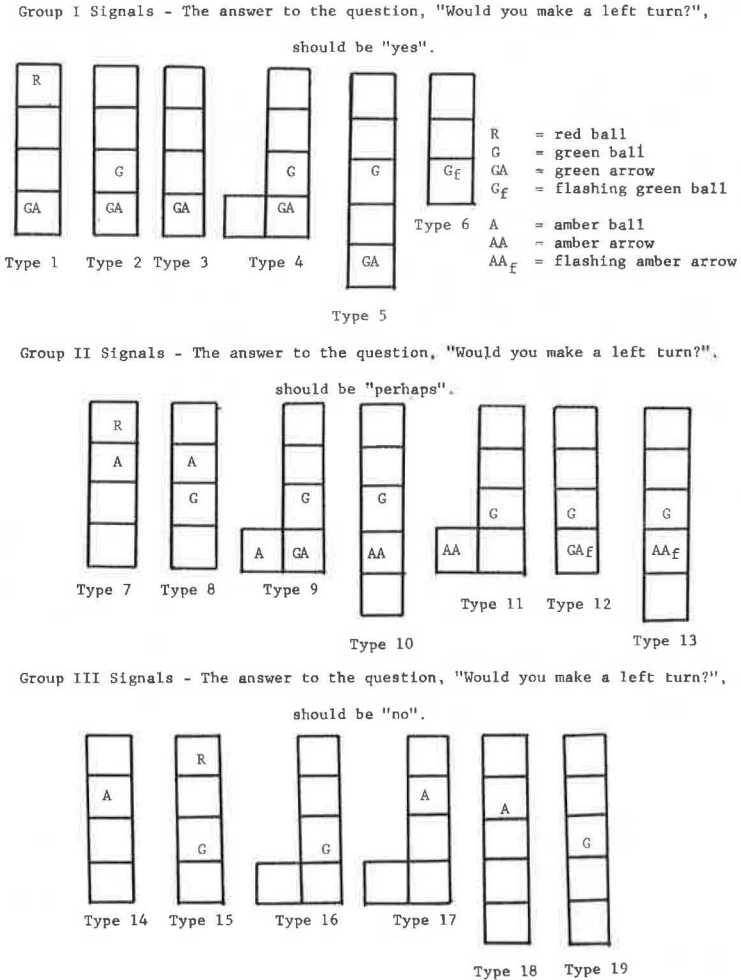 Group I Signals - The answer to the question, "Would you make a left turn?",
should be "yes".
R
G
G
G
Gf
GA
GA
GA
GA
GA
R = red ball
G = green ball
GA = green arrow
Gf = flashing green ball
A = amber ball
AA = amber arrow
AAf = flashing amber arrow
Type 1
Type 2
Type 3
Type 4
Type 6
Type 5
Group II Signals - The answer to the question, "Would you make a left turn?".
should be "perhaps".
R
A
A
G
G
A
GA
G
AA
G
AA
G
GAf
G
AAf
Type 7
Type 8
Type 9
Type 10
Type 11
Type 12
Type 13
Group III Signals - The answer to the question, "Would you make a left turn?",
should be "no".
A
R
G
G
A
A
G
Type 14
Type 15
Type 16
Type 17
Type 18
Type 19